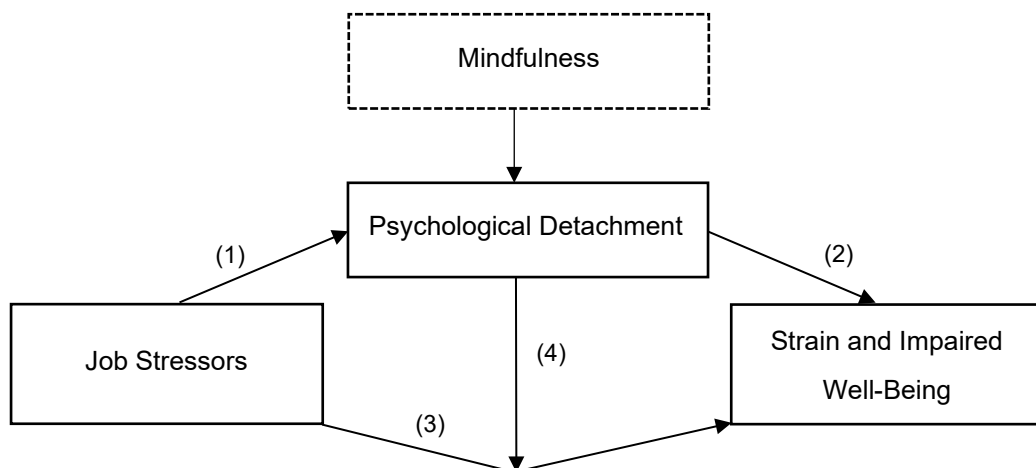 Mindfulness
Psychological Detachment
(1)
(2)
Job Stressors
(4)
Strain and Impaired
Well-Being
(3)